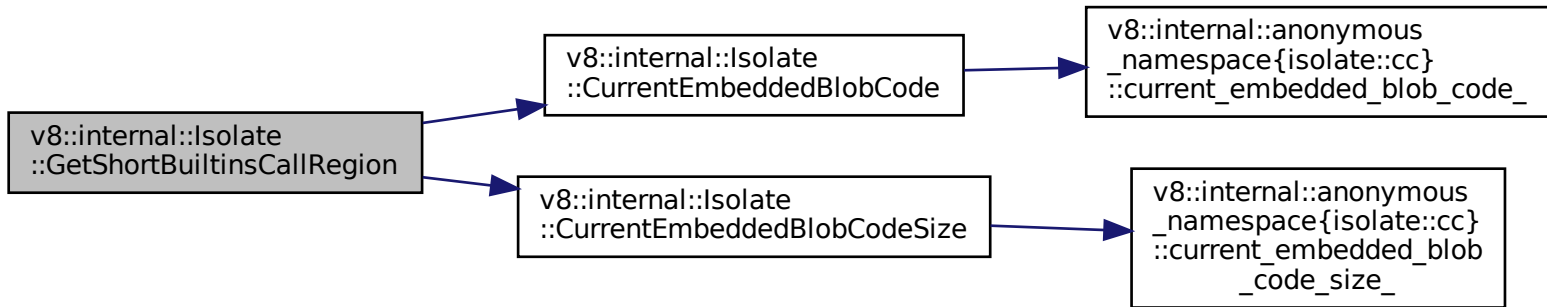 v8::internal::Isolate
::GetShortBuiltinsCallRegion
v8::internal::Isolate
::CurrentEmbeddedBlobCode
v8::internal::anonymous
_namespace{isolate::cc}
::current_embedded_blob_code_
v8::internal::Isolate
::CurrentEmbeddedBlobCodeSize
v8::internal::anonymous
_namespace{isolate::cc}
::current_embedded_blob
_code_size_